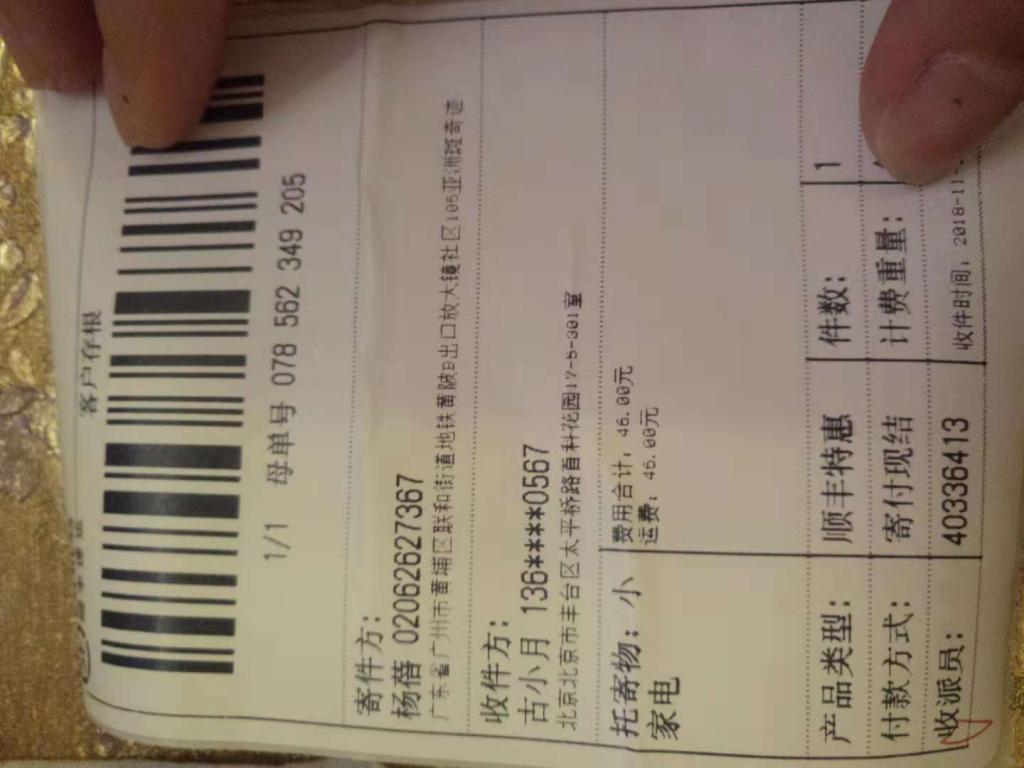 客户存根
1/1 母单号 078 562 349 205
寄件方：
杨蓓 02062627367
广东省广州市黄埔区联和街道地铁黄陂B出口放大镜社区105亚洲斑奇迹
收件方：
古小月 136****0567
北京北京市丰台区太平桥路首科花园17-5-301室
托寄物：小
家电
费用合计：46.00元
运费：46.00元
产品类型：顺丰特惠
件数：1
付款方式：寄付现结
计费重量：
收派员：40336413
收件时间：2018-11-